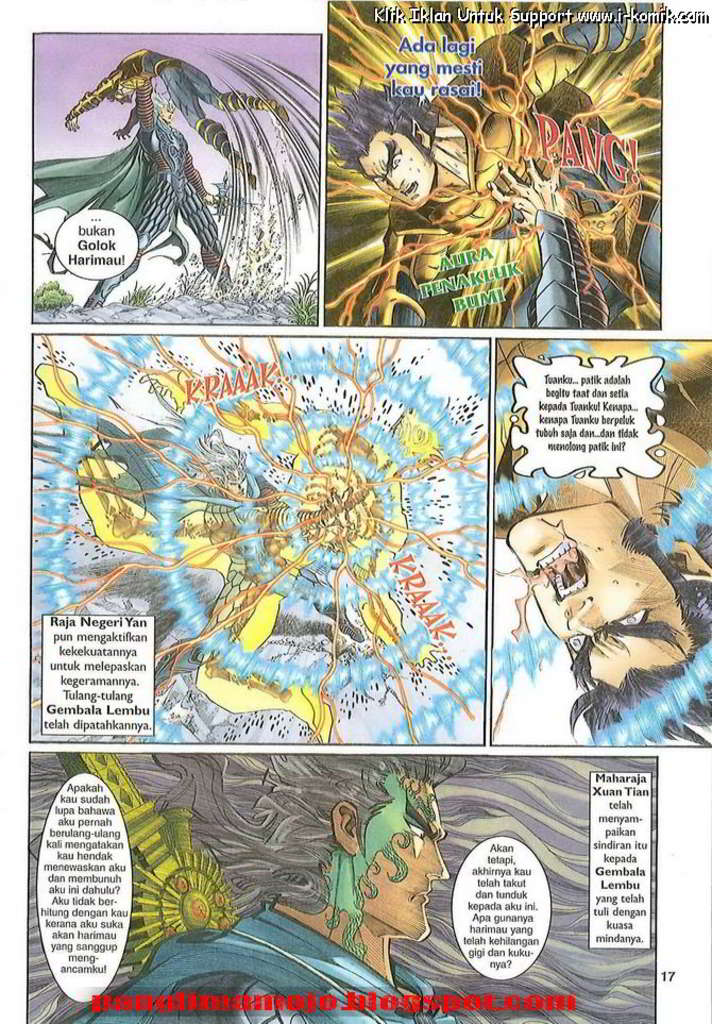 Klik Iklan Untuk Support www.i-komik.com
...
bukan
Golok
Harimau!
Ada lagi
yang mesti
kau rasai!
PANG!
AURA
PENAKLUK
BUMI
KRAAAK...
KRAAAK...
Raja Negeri Yan
pun mengaktifkan
kekekuatannya
untuk melepaskan
kegeramannya.
Tulang-tulang
Gembala Lembu
telah dipatahkannya.
Tuanku... patik adalah
begitu taat dan setia
kepada Tuanku! Kenapa...
kenapa Tuanku berpeluk
tubuh saja dan...dan tidak
menolong patik ini?
Apakah
kau sudah
lupa bahawa
aku pernah
berulang-ulang
kali mengatakan
kau hendak
menewaskan aku
dan membunuh
aku ini dahulu?
Aku tidak ber-
hitung dengan kau
kerana aku suka
akan harimau
yang sanggup
meng-
ancamku!
Akan
tetapi,
akhirnya kau
telah takut
dan tunduk
kepada aku ini.
Apa gunanya
harimau yang
telah kehilangan
gigi dan kuku-
nya?
Maharaja
Xuan Tian
telah
menyam-
paikan
sindiran itu
kepada
Gembala
Lembu
yang telah
tuli dengan
kuasa
mindanya.
17
panglimamojo.blogspot.com